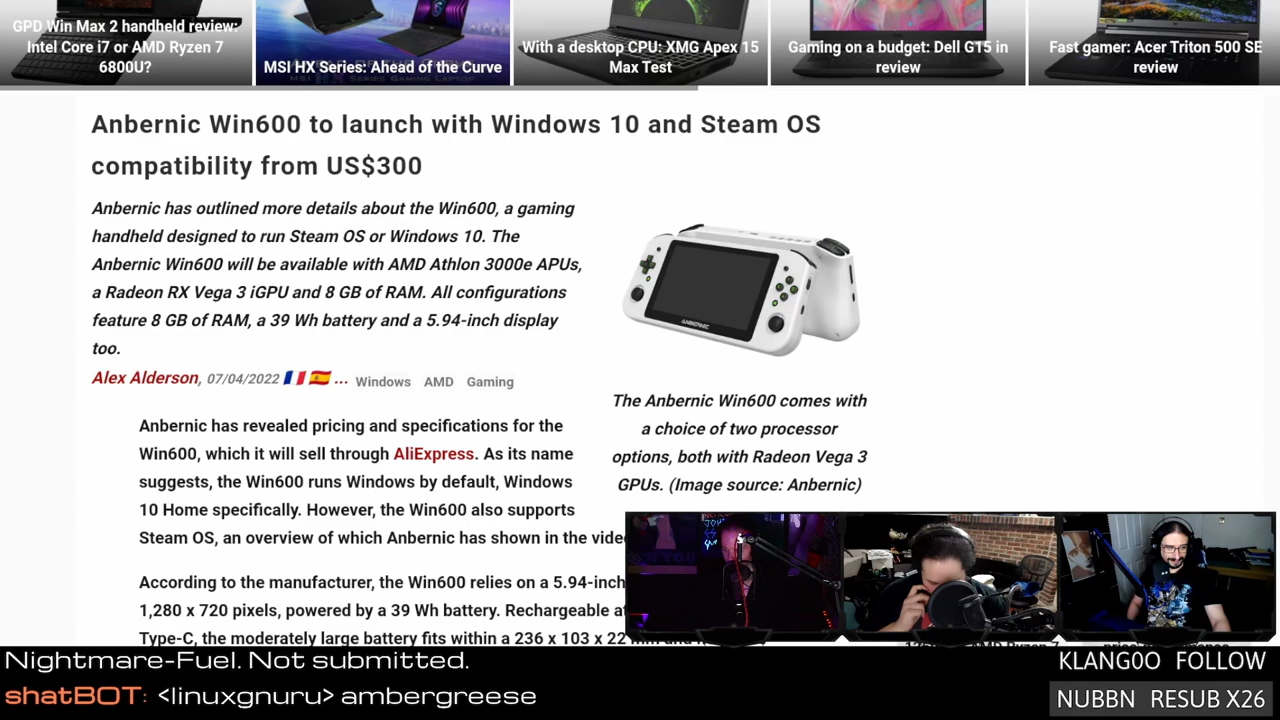 GPD Win Max 2 handheld review:
Intel Core i7 or AMD Ryzen 7
6800U?
MSI HX Series: Ahead of the Curve
With a desktop CPU: XMG Apex 15
Max Test
Gaming on a budget: Dell G15 in
review
Fast gamer: Acer Triton 500 SE
review
Anbernic Win600 to launch with Windows 10 and Steam OS
compatibility from US$300
Anbernic has outlined more details about the Win600, a gaming
handheld designed to run Steam OS or Windows 10. The
Anbernic Win600 will be available with AMD Athlon 3000e APUs,
a Radeon RX Vega 3 iGPU and 8 GB of RAM. All configurations
feature 8 GB of RAM, a 39 Wh battery and a 5.94-inch display
too.
Alex Alderson, 07/04/2022 🇫🇷 🇪🇸 ... Windows AMD Gaming
ANBERNIC
The Anbernic Win600 comes with
a choice of two processor
options, both with Radeon Vega 3
GPUs. (Image source: Anbernic)
Anbernic has revealed pricing and specifications for the
Win600, which it will sell through AliExpress. As its name
suggests, the Win600 runs Windows by default, Windows
10 Home specifically. However, the Win600 also supports
Steam OS, an overview of which Anbernic has shown in the vide
According to the manufacturer, the Win600 relies on a 5.94-inch
1,280 x 720 pixels, powered by a 39 Wh battery. Rechargeable
Type-C, the moderately large battery fits within a 236 x 103 x 22
Nightmare-Fuel. Not submitted.
shatBOT: <linuxgnuru> ambergreese
KLANG0O FOLLOW
NUBBN RESUB X26